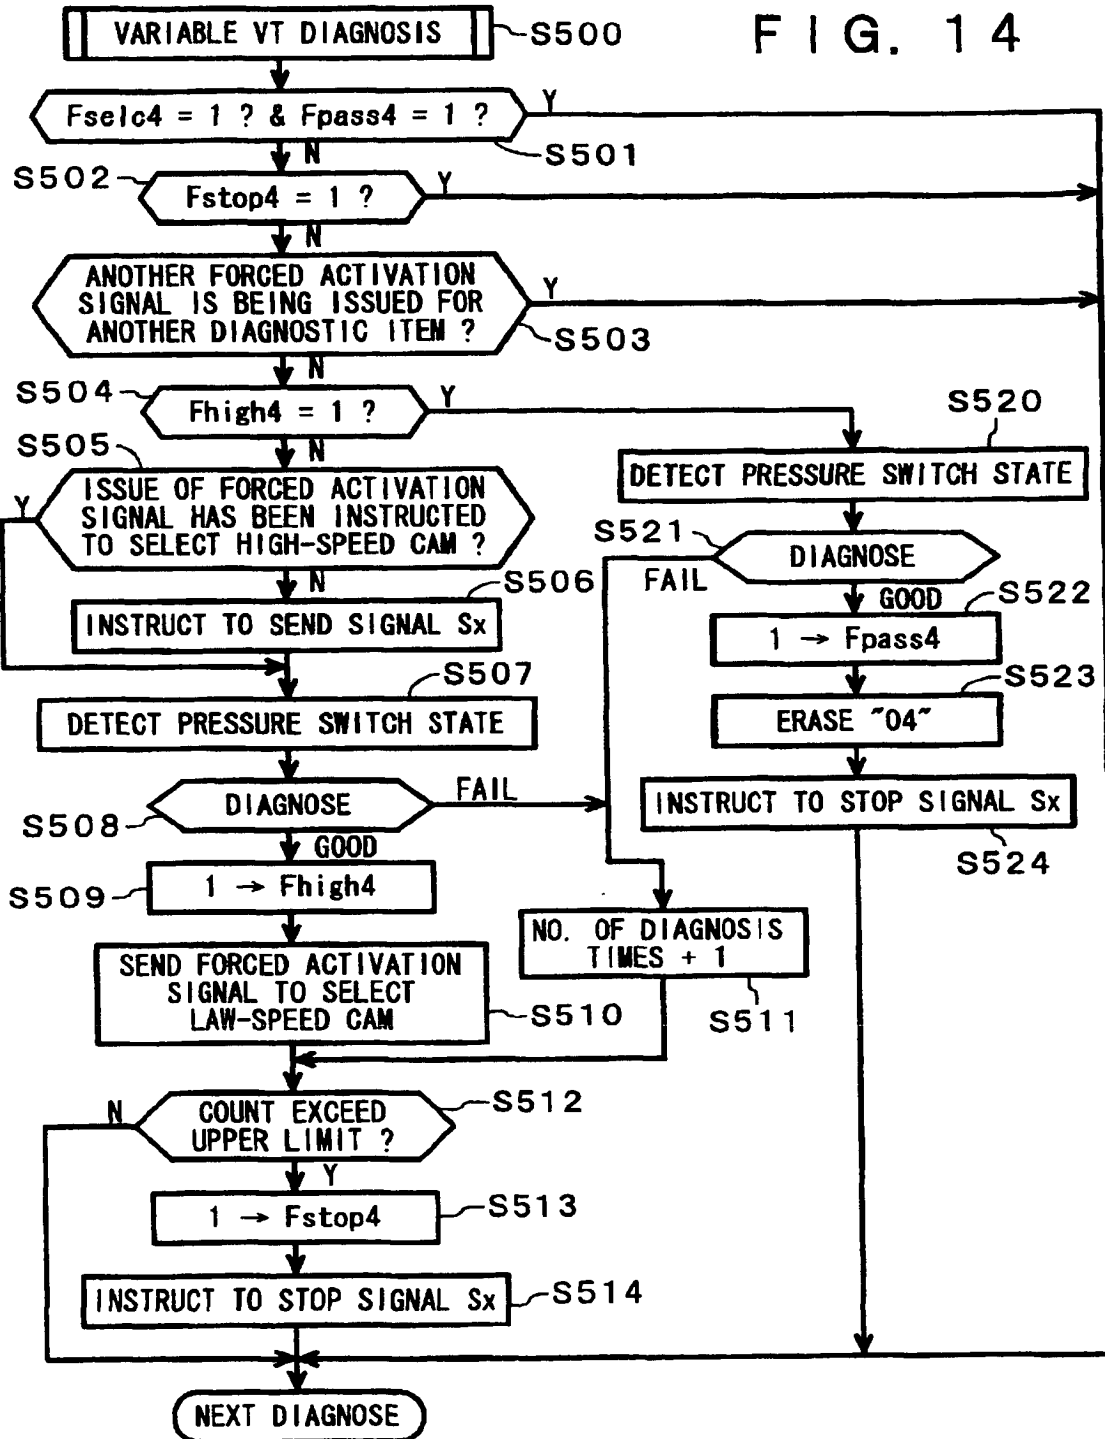 FIG. 14
VARIABLE VT DIAGNOSIS
S500
Fselc4 = 1 ? & Fpass4 = 1 ?
Y
S501
N
S502
Fstop4 = 1 ?
Y
N
ANOTHER FORCED ACTIVATION
SIGNAL IS BEING ISSUED FOR
ANOTHER DIAGNOSTIC ITEM ?
Y
S503
N
S504
Fhigh4 = 1 ?
Y
N
S505
ISSUE OF FORCED ACTIVATION
SIGNAL HAS BEEN INSTRUCTED
TO SELECT HIGH-SPEED CAM ?
Y
N
S506
INSTRUCT TO SEND SIGNAL Sx
S507
DETECT PRESSURE SWITCH STATE
DIAGNOSE
FAIL
S508
GOOD
S509
1 → Fhigh4
SEND FORCED ACTIVATION
SIGNAL TO SELECT
LAW-SPEED CAM
S510
S520
DETECT PRESSURE SWITCH STATE
S521
DIAGNOSE
FAIL
GOOD
S522
1 → Fpass4
S523
ERASE "04"
INSTRUCT TO STOP SIGNAL Sx
S524
NO. OF DIAGNOSIS
TIMES + 1
S511
N
COUNT EXCEED
UPPER LIMIT ?
S512
Y
1 → Fstop4
S513
INSTRUCT TO STOP SIGNAL Sx
S514
NEXT DIAGNOSE